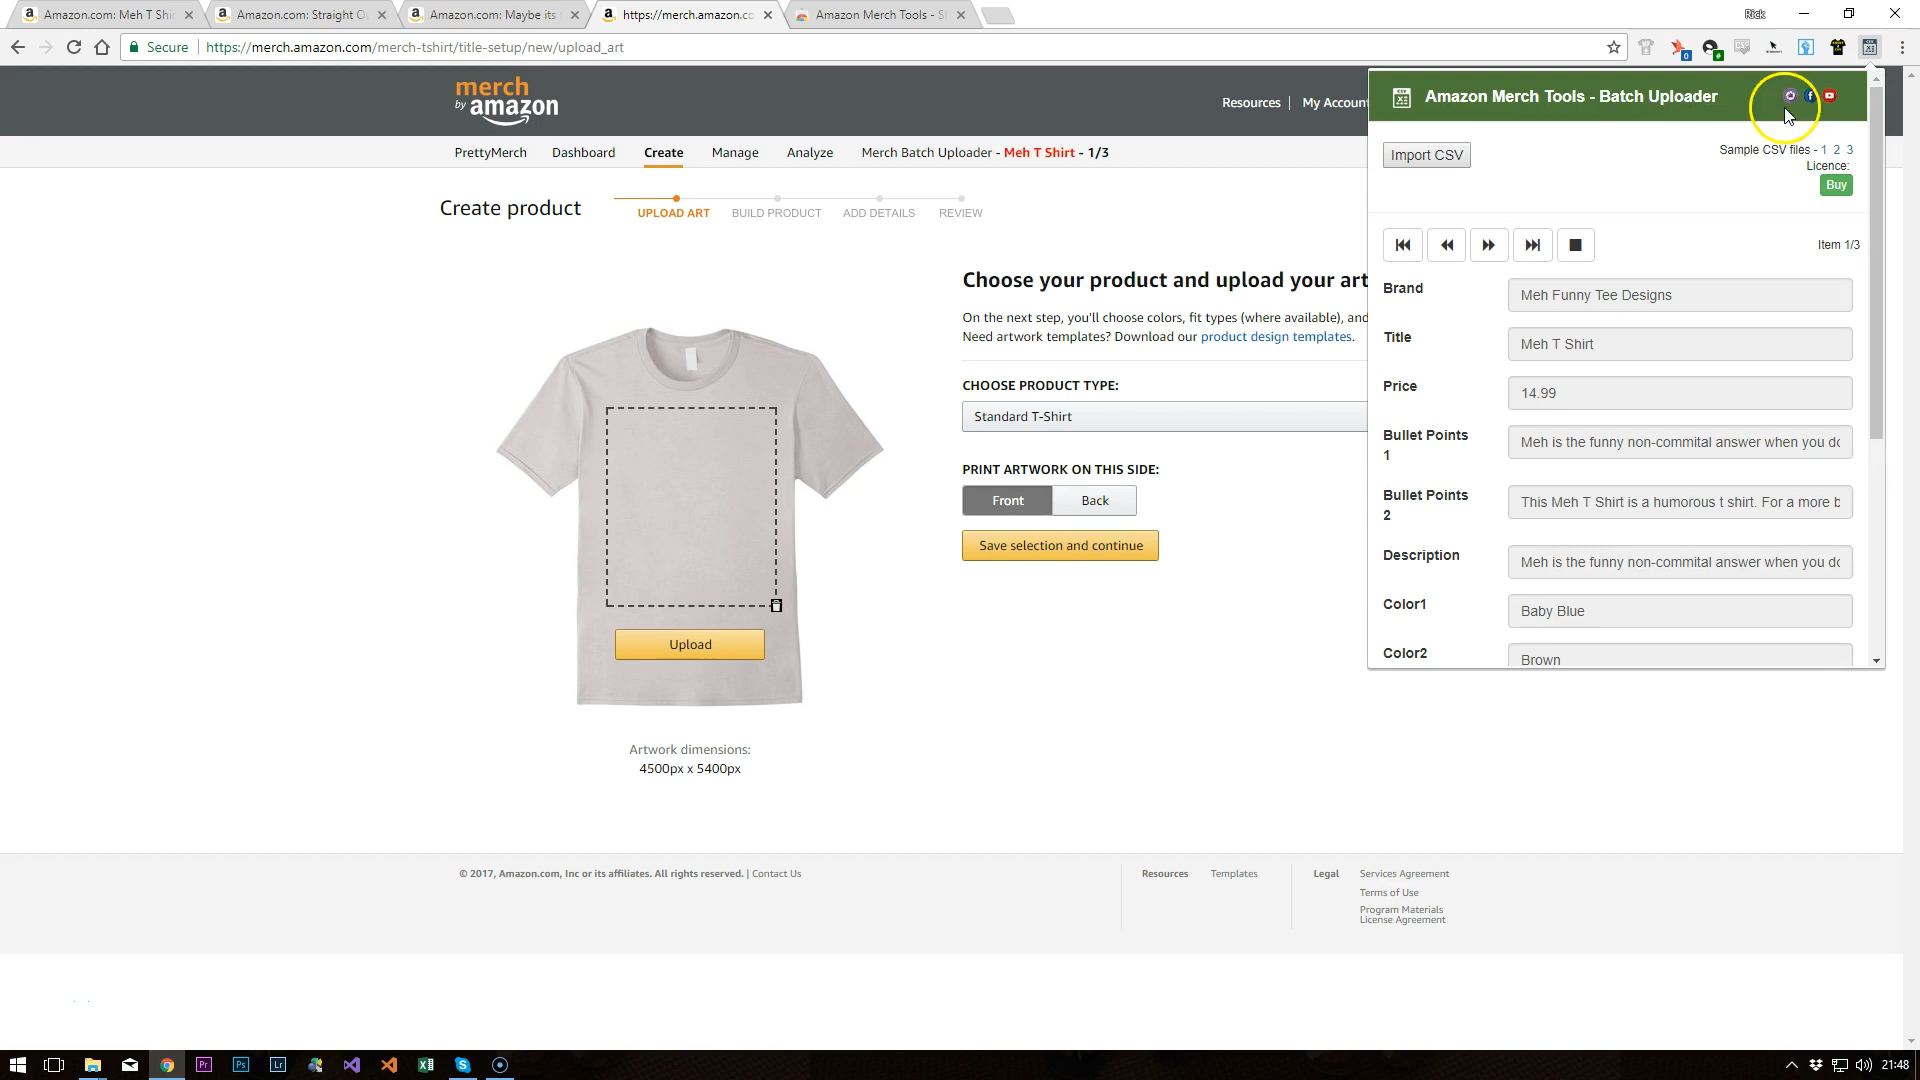 Amazon.com: Meh T Shir
Amazon.com: Straight O
Amazon.com: Maybe its
https://merch.amazon.co
Amazon Merch Tools - S
Rick
Secure
https://merch.amazon.com/merch-tshirt/title-setup/new/upload_art
merch
by amazon
Resources
My Account
PrettyMerch
Dashboard
Create
Manage
Analyze
Merch Batch Uploader - Meh T Shirt - 1/3
Create product
UPLOAD ART
BUILD PRODUCT
ADD DETAILS
REVIEW
Upload
Artwork dimensions:
4500px x 5400px
Choose your product and upload your art
On the next step, you'll choose colors, fit types (where available), and
Need artwork templates? Download our product design templates.
CHOOSE PRODUCT TYPE:
Standard T-Shirt
PRINT ARTWORK ON THIS SIDE:
Front
Back
Save selection and continue
Amazon Merch Tools - Batch Uploader
Import CSV
Sample CSV files - 1 2 3
Licence:
Buy
Item 1/3
Brand
Meh Funny Tee Designs
Title
Meh T Shirt
Price
14.99
Bullet Points
1
Meh is the funny non-commital answer when you dc
Bullet Points
2
This Meh T Shirt is a humorous t shirt. For a more b
Description
Meh is the funny non-commital answer when you dc
Color1
Baby Blue
Color2
Brown
© 2017, Amazon.com, Inc or its affiliates. All rights reserved. | Contact Us
Resources
Templates
Legal
Services Agreement
Terms of Use
Program Materials
License Agreement
21:48